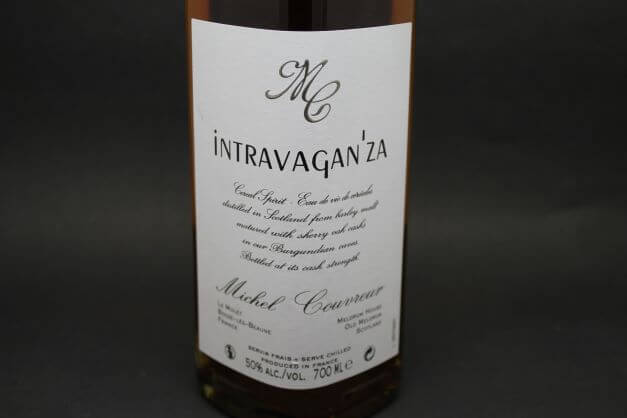 MC
iNTRAVAGAN'ZA
Cereal Spirit - Eau de vie de céréales
distilled in Scotland from barley malt
matured with sherry oak casks
in our Burgundian caves.
Bottled at its cask strength.
Michel Couvreur
Le Mulet
Bouze-lès-Beaune
France
Meldrum House
Old Meldrum
Scotland
SERVIR FRAIS - SERVE CHILLED
PRODUCED IN FRANCE
50% ALC./VOL. 700 ML e